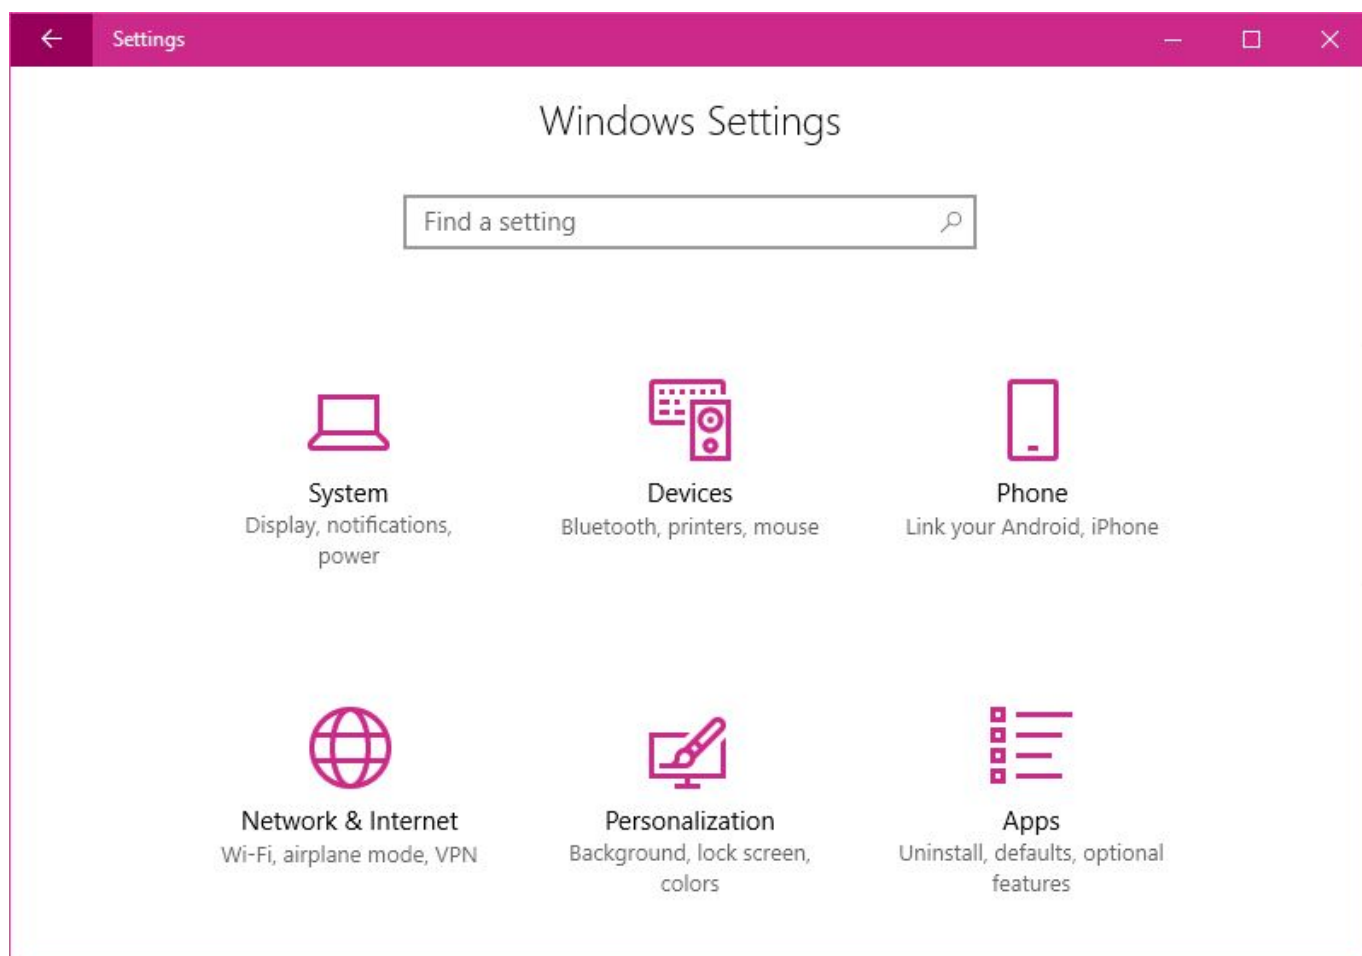 Settings
Windows Settings
Find a setting
System
Display, notifications,
power
Devices
Bluetooth, printers, mouse
Phone
Link your Android, iPhone
Network & Internet
Wi-Fi, airplane mode, VPN
Personalization
Background, lock screen,
colors
Apps
Uninstall, defaults, optional
features